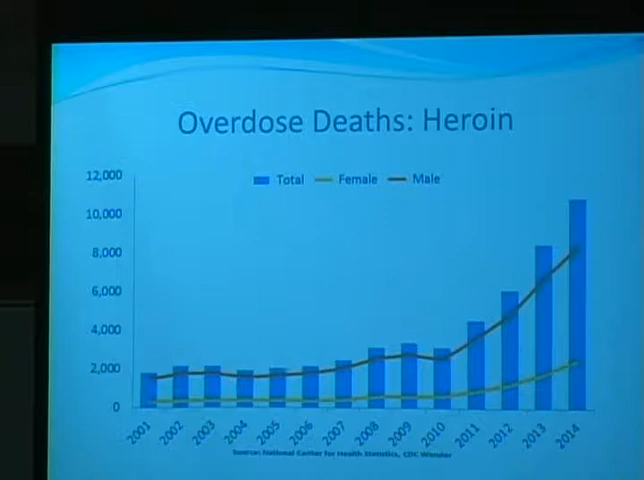 Overdose Deaths: Heroin
Total Female Male
12,000
10,000
8,000
6,000
4,000
2,000
0
2001 2002 2003 2004 2005 2006 2007 2008 2009 2010 2011 2012 2013 2014
Source: National Center for Health Statistics, CDC Wonder